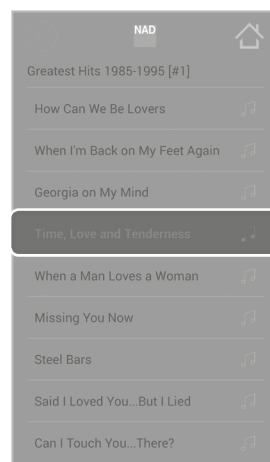 NAD
Greatest Hits 1985-1995 [#1]
How Can We Be Lovers
When I'm Back on My Feet Again
Georgia on My Mind
Time, Love and Tenderness
When a Man Loves a Woman
Missing You Now
Steel Bars
Said I Loved You...But I Lied
Can I Touch You...There?